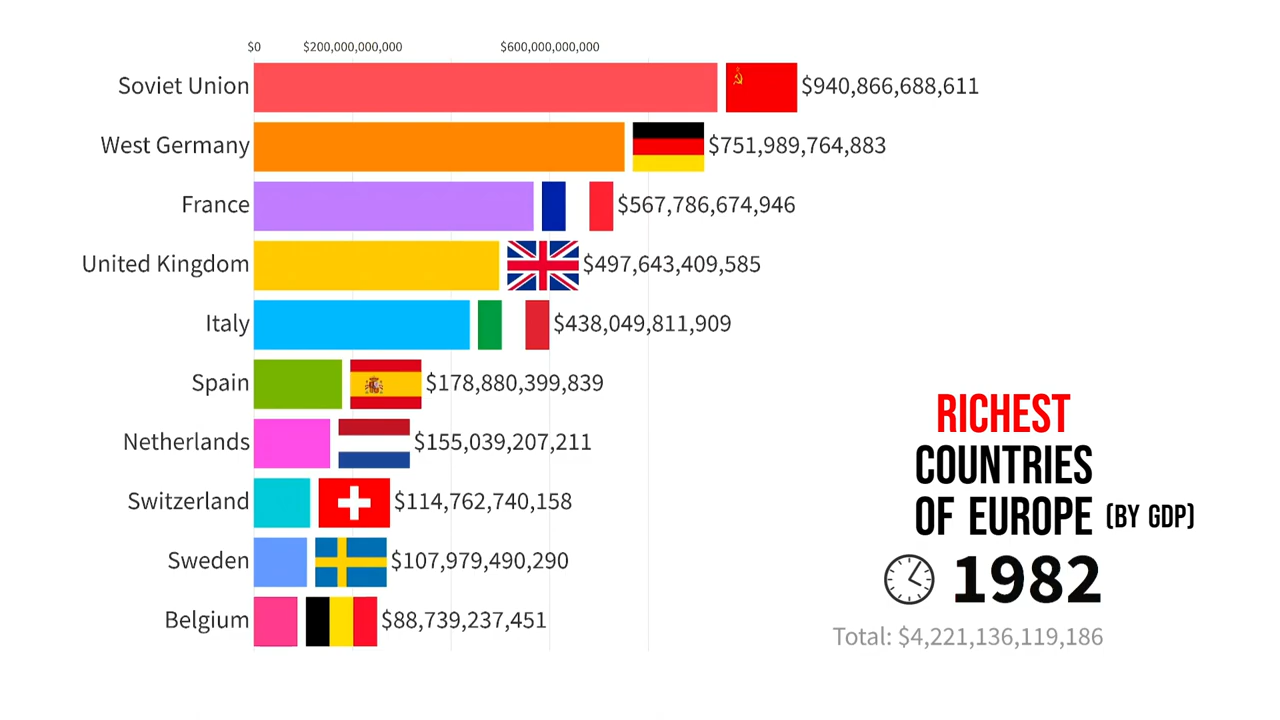 $0 $200,000,000,000 $600,000,000,000
Soviet Union $940,866,688,611
West Germany $751,989,764,883
France $567,786,674,946
United Kingdom $497,643,409,585
Italy $438,049,811,909
Spain $178,880,399,839
Netherlands $155,039,207,211
Switzerland $114,762,740,158
Sweden $107,979,490,290
Belgium $88,739,237,451
RICHEST
COUNTRIES
OF EUROPE (BY GDP)
1982
Total: $4,221,136,119,186